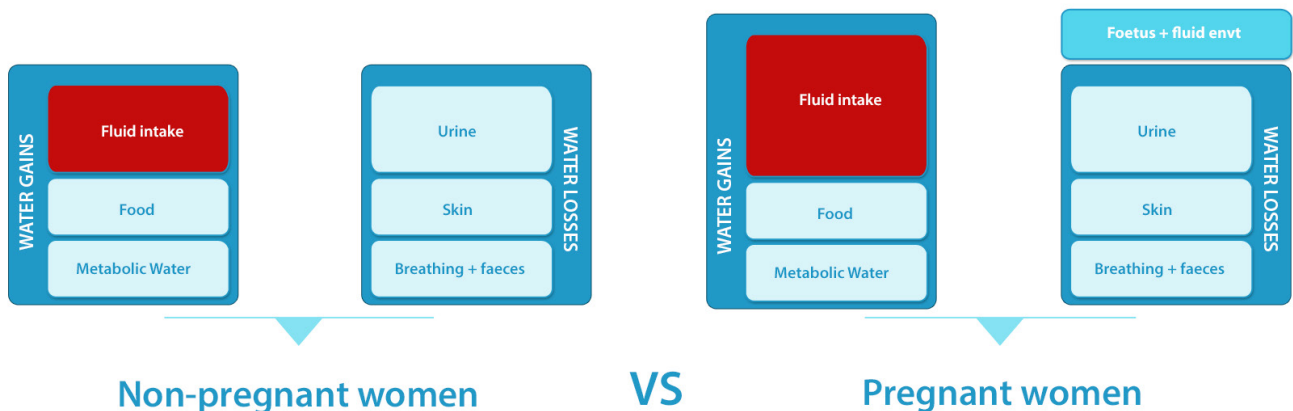 WATER GAINS
Fluid intake
Food
Metabolic Water
Urine
Skin
Breathing + faeces
WATER LOSSES
Non-pregnant women
VS
WATER GAINS
Fluid intake
Food
Metabolic Water
Foetus + fluid envt
Urine
Skin
Breathing + faeces
WATER LOSSES
Pregnant women